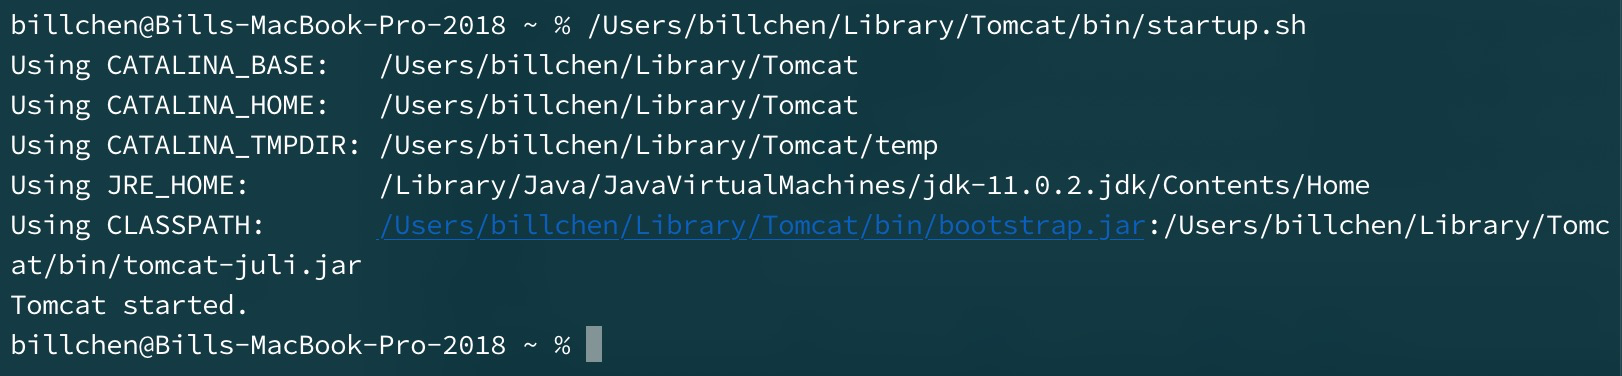 billchen@Bills-MacBook-Pro-2018 ~ % /Users/billchen/Library/Tomcat/bin/startup.sh
Using CATALINA_BASE:   /Users/billchen/Library/Tomcat
Using CATALINA_HOME:   /Users/billchen/Library/Tomcat
Using CATALINA_TMPDIR: /Users/billchen/Library/Tomcat/temp
Using JRE_HOME:        /Library/Java/JavaVirtualMachines/jdk-11.0.2.jdk/Contents/Home
Using CLASSPATH:       /Users/billchen/Library/Tomcat/bin/bootstrap.jar:/Users/billchen/Library/Tomc
at/bin/tomcat-juli.jar
Tomcat started.
billchen@Bills-MacBook-Pro-2018 ~ %